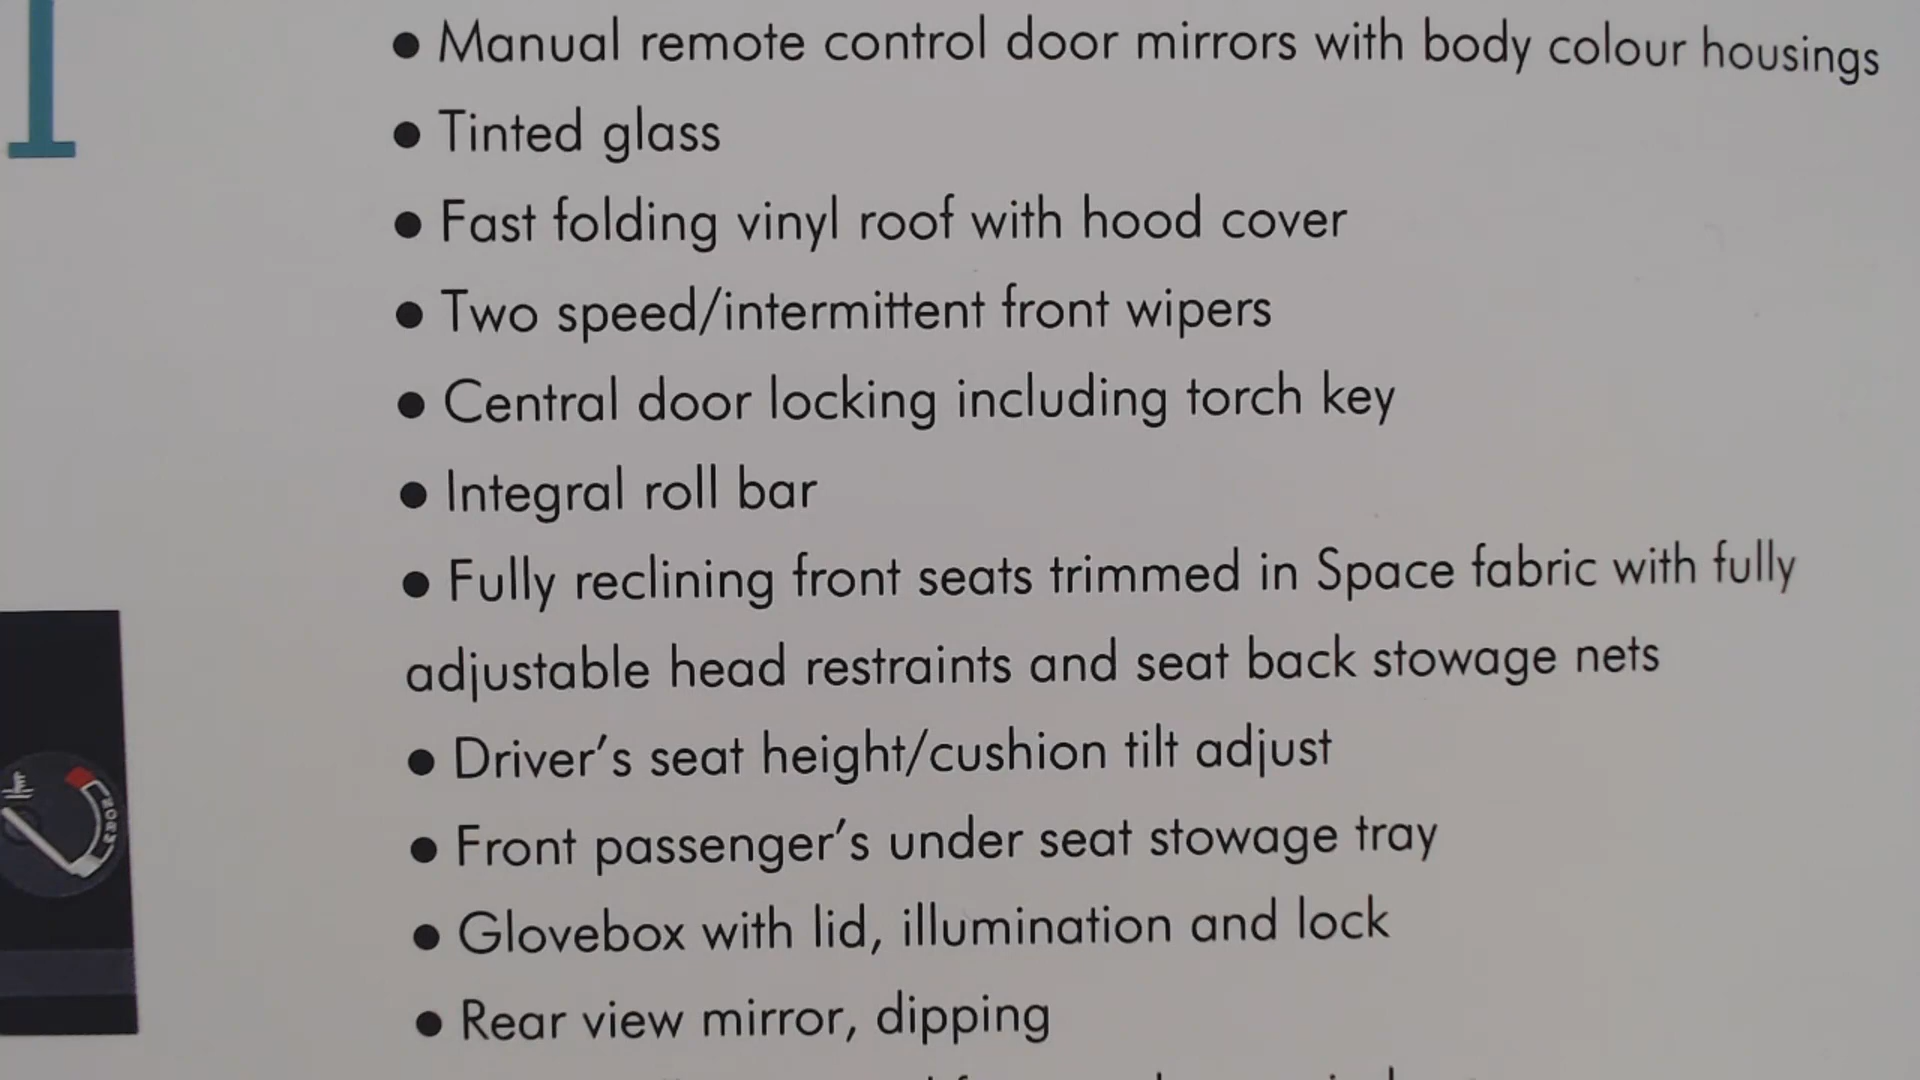 • Manual remote control door mirrors with body colour housings
• Tinted glass
• Fast folding vinyl roof with hood cover
• Two speed/intermittent front wipers
• Central door locking including torch key
• Integral roll bar
• Fully reclining front seats trimmed in Space fabric with fully
adjustable head restraints and seat back stowage nets
• Driver's seat height/cushion tilt adjust
• Front passenger's under seat stowage tray
• Glovebox with lid, illumination and lock
• Rear view mirror, dipping